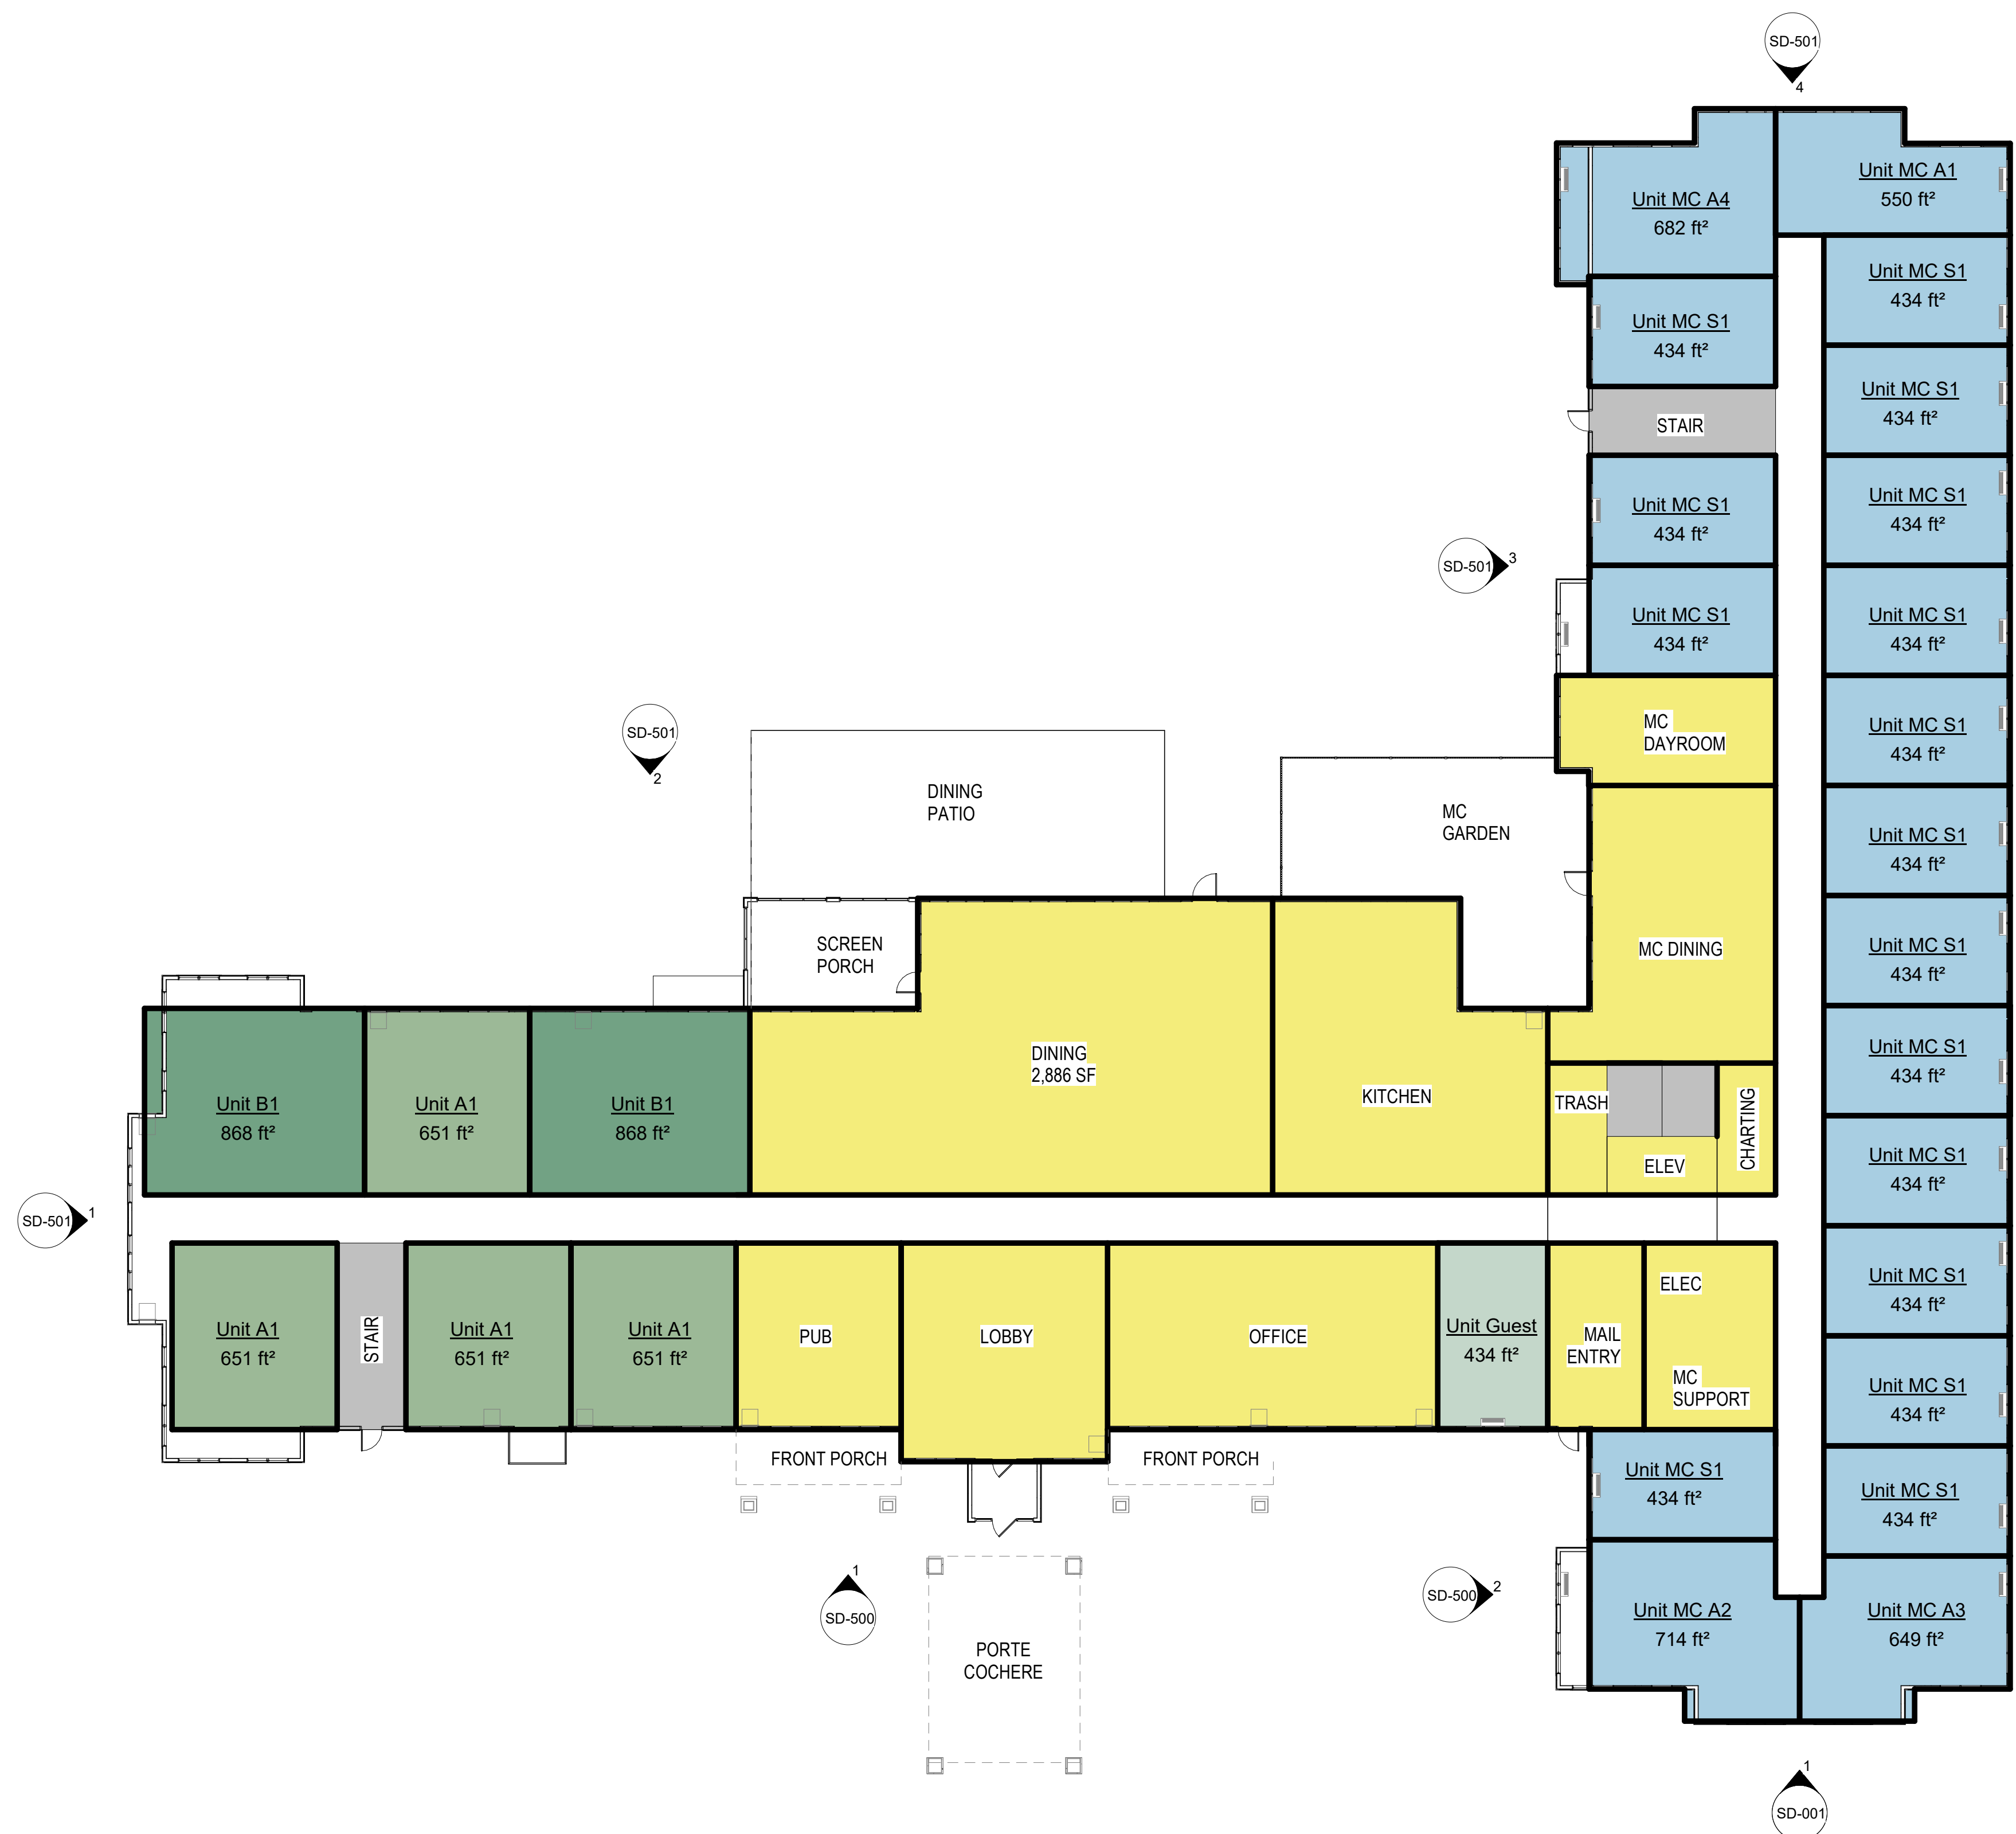 SD-501
4
Unit MC A1
550 ft²
Unit MC A4
682 ft²
Unit MC S1
434 ft²
Unit MC S1
434 ft²
Unit MC S1
434 ft²
STAIR
Unit MC S1
434 ft²
Unit MC S1
434 ft²
SD-501
3
Unit MC S1
434 ft²
Unit MC S1
434 ft²
MC
DAYROOM
Unit MC S1
434 ft²
SD-501
2
DINING
PATIO
MC
GARDEN
Unit MC S1
434 ft²
SCREEN
PORCH
MC DINING
Unit MC S1
434 ft²
DINING
2,886 SF
Unit MC S1
434 ft²
Unit B1
868 ft²
Unit A1
651 ft²
Unit B1
868 ft²
KITCHEN
TRASH
CHARTING
ELEV
Unit MC S1
434 ft²
SD-501
1
Unit A1
651 ft²
STAIR
Unit A1
651 ft²
Unit A1
651 ft²
PUB
LOBBY
OFFICE
Unit Guest
434 ft²
MAIL
ENTRY
ELEC
MC
SUPPORT
Unit MC S1
434 ft²
Unit MC S1
434 ft²
FRONT PORCH
FRONT PORCH
Unit MC S1
434 ft²
Unit MC S1
434 ft²
1
SD-500
SD-500
2
Unit MC A2
714 ft²
Unit MC A3
649 ft²
PORTE
COCHERE
1
SD-001